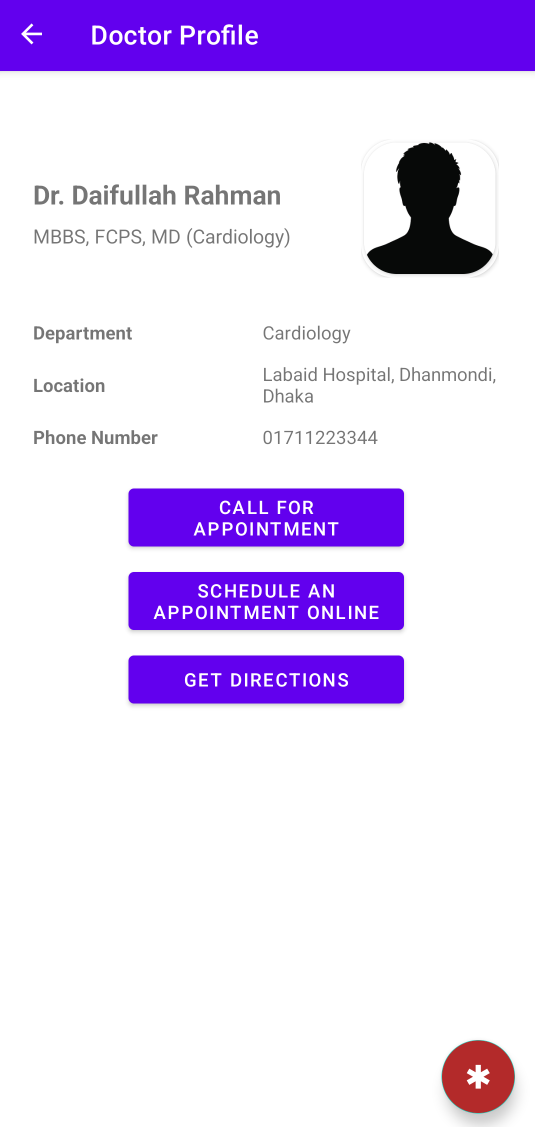 Doctor Profile
Dr. Daifullah Rahman
MBBS, FCPS, MD (Cardiology)
Department
Cardiology
Location
Labaid Hospital, Dhanmondi,
Dhaka
Phone Number
01711223344
CALL FOR
APPOINTMENT
SCHEDULE AN
APPOINTMENT ONLINE
GET DIRECTIONS